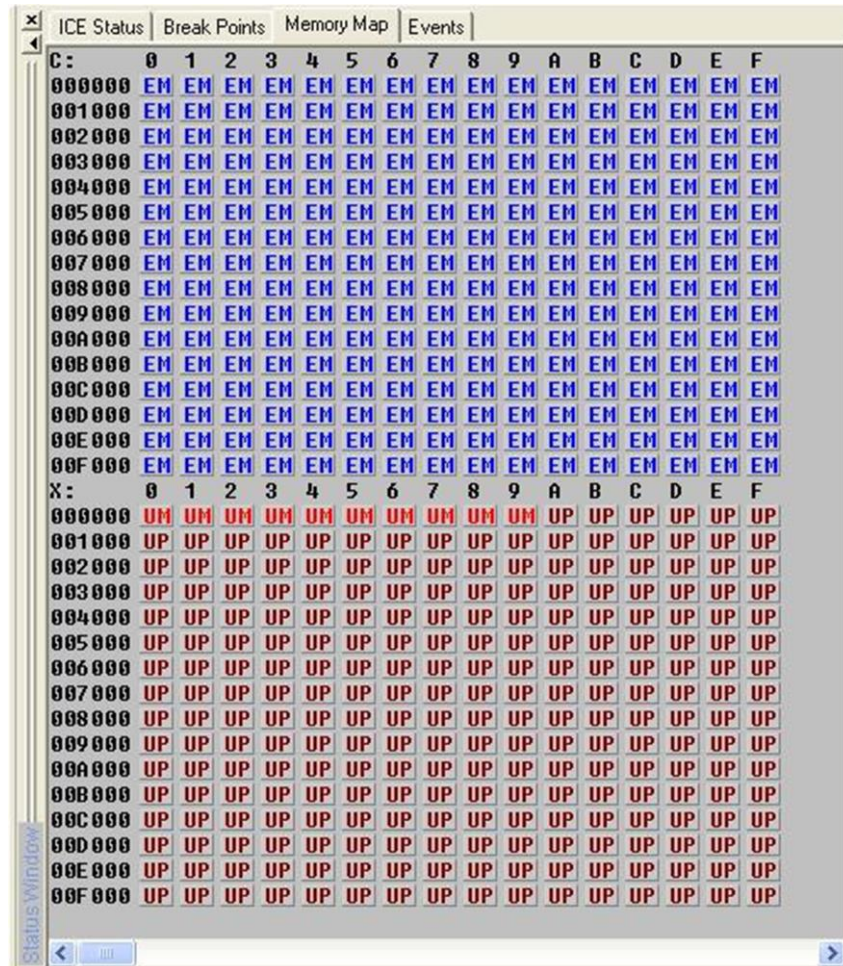 ICE Status Break Points Memory Map Events
C: 0 1 2 3 4 5 6 7 8 9 A B C D E F
000000 EM EM EM EM EM EM EM EM EM EM EM EM EM EM EM EM
001000 EM EM EM EM EM EM EM EM EM EM EM EM EM EM EM EM
002000 EM EM EM EM EM EM EM EM EM EM EM EM EM EM EM EM
003000 EM EM EM EM EM EM EM EM EM EM EM EM EM EM EM EM
004000 EM EM EM EM EM EM EM EM EM EM EM EM EM EM EM EM
005000 EM EM EM EM EM EM EM EM EM EM EM EM EM EM EM EM
006000 EM EM EM EM EM EM EM EM EM EM EM EM EM EM EM EM
007000 EM EM EM EM EM EM EM EM EM EM EM EM EM EM EM EM
008000 EM EM EM EM EM EM EM EM EM EM EM EM EM EM EM EM
009000 EM EM EM EM EM EM EM EM EM EM EM EM EM EM EM EM
00A000 EM EM EM EM EM EM EM EM EM EM EM EM EM EM EM EM
00B000 EM EM EM EM EM EM EM EM EM EM EM EM EM EM EM EM
00C000 EM EM EM EM EM EM EM EM EM EM EM EM EM EM EM EM
00D000 EM EM EM EM EM EM EM EM EM EM EM EM EM EM EM EM
00E000 EM EM EM EM EM EM EM EM EM EM EM EM EM EM EM EM
00F000 EM EM EM EM EM EM EM EM EM EM EM EM EM EM EM EM
X: 0 1 2 3 4 5 6 7 8 9 A B C D E F
000000 UM UM UM UM UM UM UM UM UM UM UP UP UP UP UP UP
001000 UP UP UP UP UP UP UP UP UP UP UP UP UP UP UP UP
002000 UP UP UP UP UP UP UP UP UP UP UP UP UP UP UP UP
003000 UP UP UP UP UP UP UP UP UP UP UP UP UP UP UP UP
004000 UP UP UP UP UP UP UP UP UP UP UP UP UP UP UP UP
005000 UP UP UP UP UP UP UP UP UP UP UP UP UP UP UP UP
006000 UP UP UP UP UP UP UP UP UP UP UP UP UP UP UP UP
007000 UP UP UP UP UP UP UP UP UP UP UP UP UP UP UP UP
008000 UP UP UP UP UP UP UP UP UP UP UP UP UP UP UP UP
009000 UP UP UP UP UP UP UP UP UP UP UP UP UP UP UP UP
00A000 UP UP UP UP UP UP UP UP UP UP UP UP UP UP UP UP
00B000 UP UP UP UP UP UP UP UP UP UP UP UP UP UP UP UP
00C000 UP UP UP UP UP UP UP UP UP UP UP UP UP UP UP UP
00D000 UP UP UP UP UP UP UP UP UP UP UP UP UP UP UP UP
00E000 UP UP UP UP UP UP UP UP UP UP UP UP UP UP UP UP
00F000 UP UP UP UP UP UP UP UP UP UP UP UP UP UP UP UP
Status Window